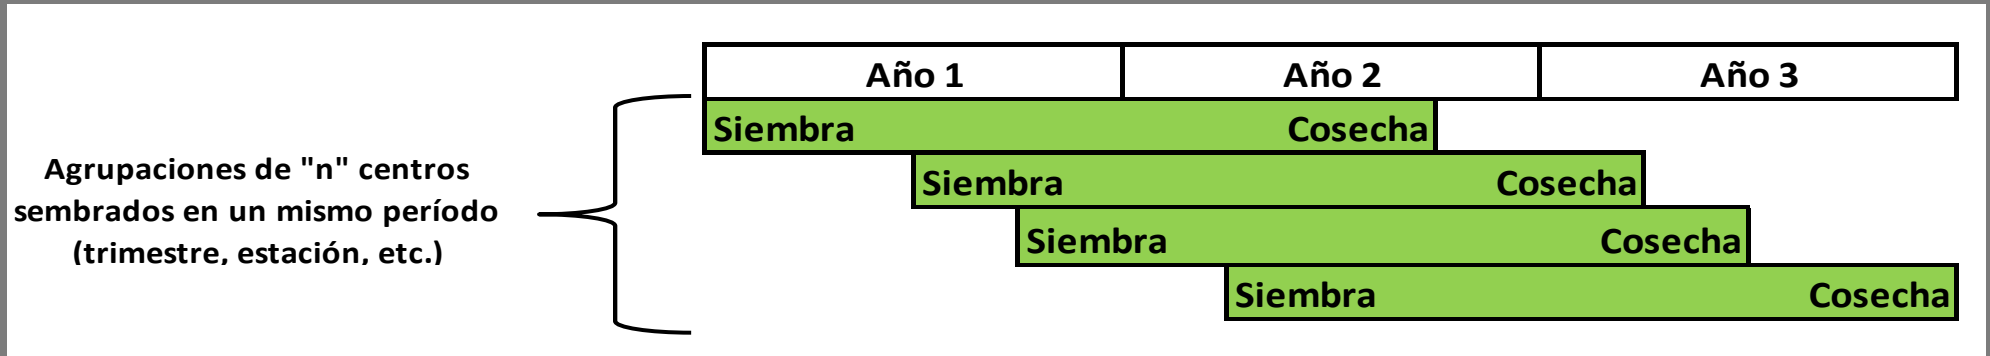 Año 1 Año 2 Año 3
Siembra Cosecha
Siembra Cosecha
Siembra Cosecha
Siembra Cosecha
Agrupaciones de "n" centros
sembrados en un mismo período
(trimestre, estación, etc.)